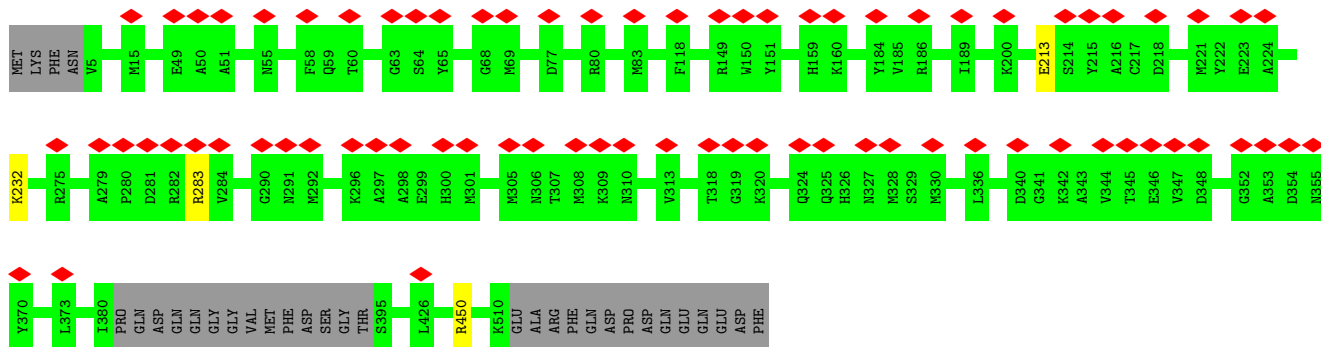 MET LYS PHE ASN V5 M15 E49 A50 A51 N55 F58 Q59 T60 G63 S64 Y65 G68 M69 D77 R80 M83 F118 R149 W150 Y151 H159 K160 Y184 V185 R186 I189 K200 E213 S214 Y215 A216 C217 D218 M221 Y222 E223 A224
K232 R275 A279 P280 D281 R282 R283 V284 G290 N291 M292 K296 A297 A298 E299 H300 M301 M305 N306 T307 M308 K309 N310 V313 T318 G319 K320 Q324 Q325 H326 N327 M328 S329 M330 L336 D340 G341 K342 A343 V344 T345 E346 V347 D348 G352 A353 D354 N355
Y370 L373 I380 PRO GLN ASP GLN GLN GLY GLY VAL MET PHE ASP SER GLY THR S395 L426 R450 K510 GLU ALA ARG PHE GLN ASP PRO ASP GLN GLU GLN GLU ASP PHE